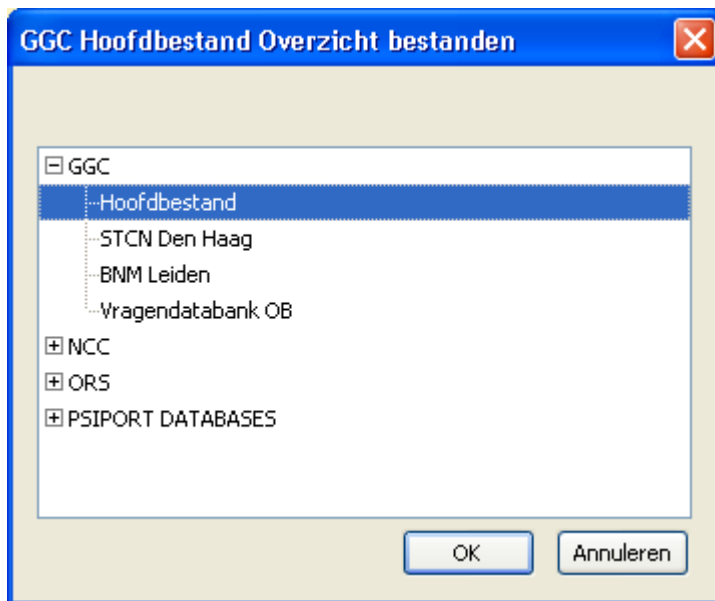 GGC Hoofdbestand Overzicht bestanden
GGC
Hoofdbestand
STCN Den Haag
BNM Leiden
Vragendatabank OB
NCC
ORS
PSIPORT DATABASES
OK Annuleren